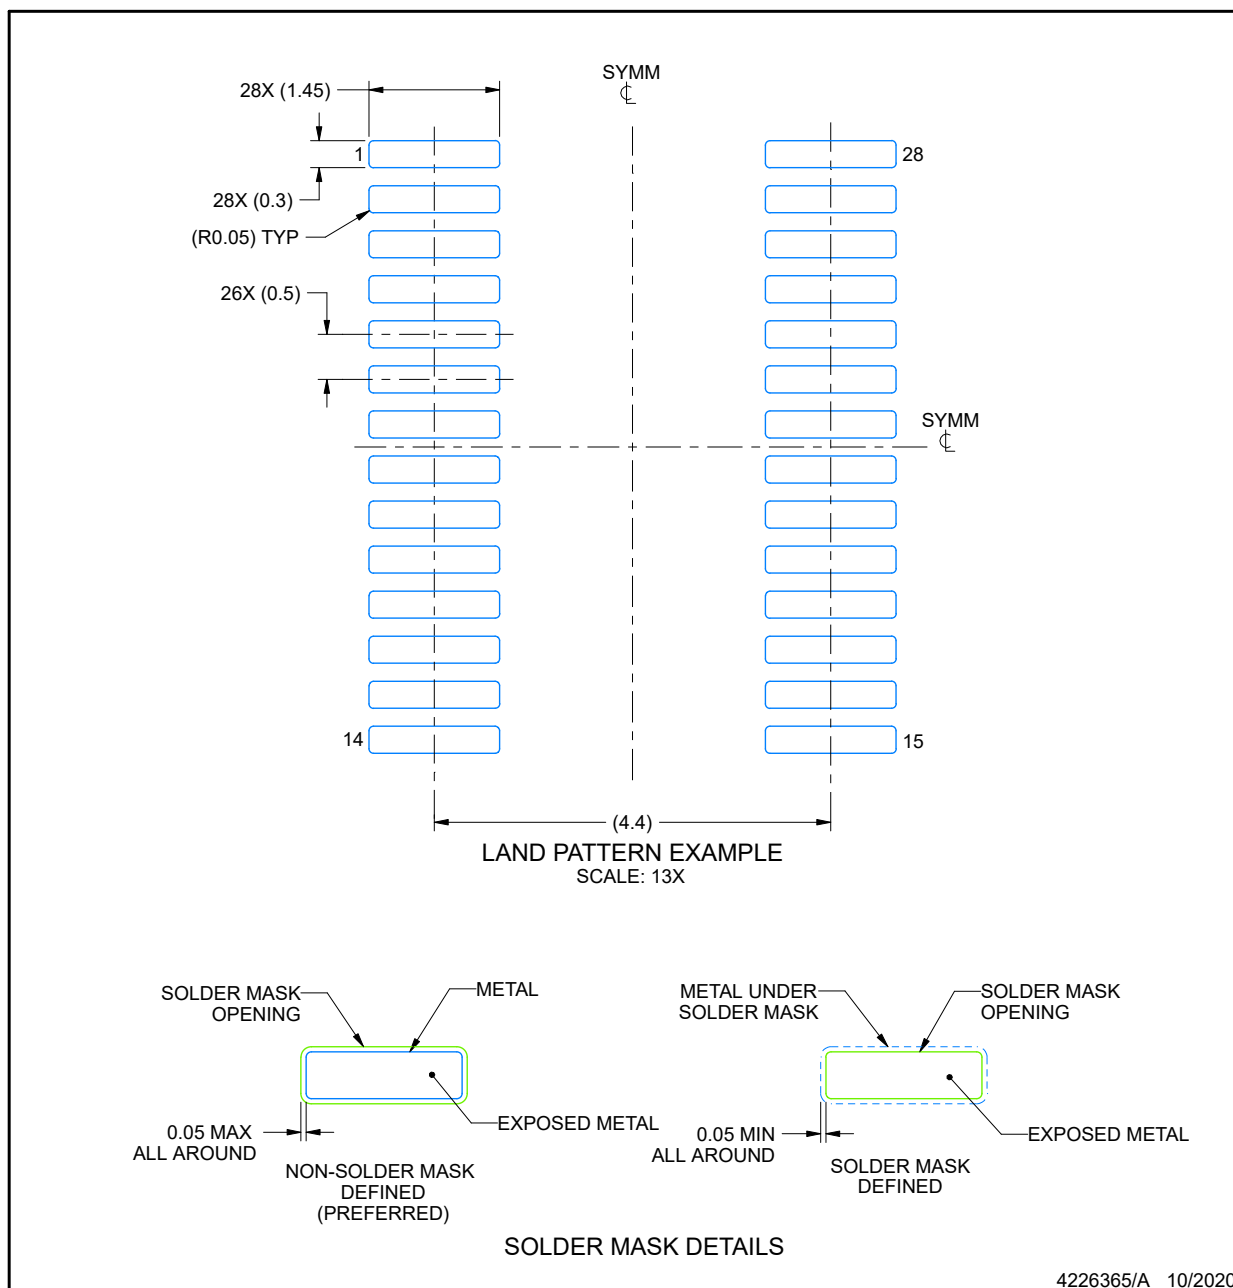 SYMM
℄
28X (1.45)
1
28
28X (0.3)
(R0.05) TYP
26X (0.5)
SYMM
℄
14
15
(4.4)
LAND PATTERN EXAMPLE
SCALE: 13X
SOLDER MASK
OPENING
METAL
EXPOSED METAL
0.05 MAX
ALL AROUND
NON-SOLDER MASK
DEFINED
(PREFERRED)
METAL UNDER
SOLDER MASK
SOLDER MASK
OPENING
EXPOSED METAL
0.05 MIN
ALL AROUND
SOLDER MASK
DEFINED
SOLDER MASK DETAILS
4226365/A 10/2020